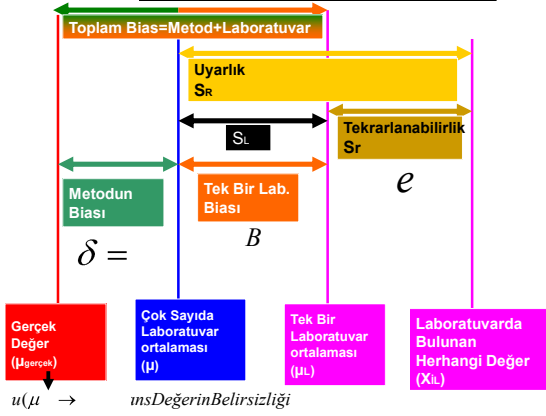 Toplam Bias=Metod+Laboratuvar
Uyarlık
SR
SL
Tekrarlanabilirlik
Sr
e
Metodun
Biası
Tek Bir Lab.
Biası
δ =
B
Gerçek
Değer
(μgerçek)
Çok Sayıda
Laboratuvar
ortalaması
(μ)
Tek Bir
Laboratuvar
ortalaması
(μL)
Laboratuvarda
Bulunan
Herhangi Değer
(XiL)
u(μ → ınsDeğerinBelirsizliği